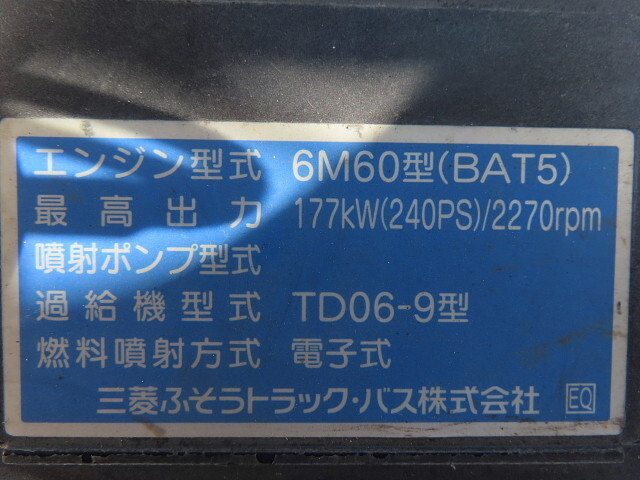 エンジン型式 6M60型(BAT5)
最高出力 177kW(240PS)/2270rpm
噴射ポンプ型式
過給機型式 TD06-9型
燃料噴射方式 電子式
三菱ふそうトラック・バス株式会社 EQ